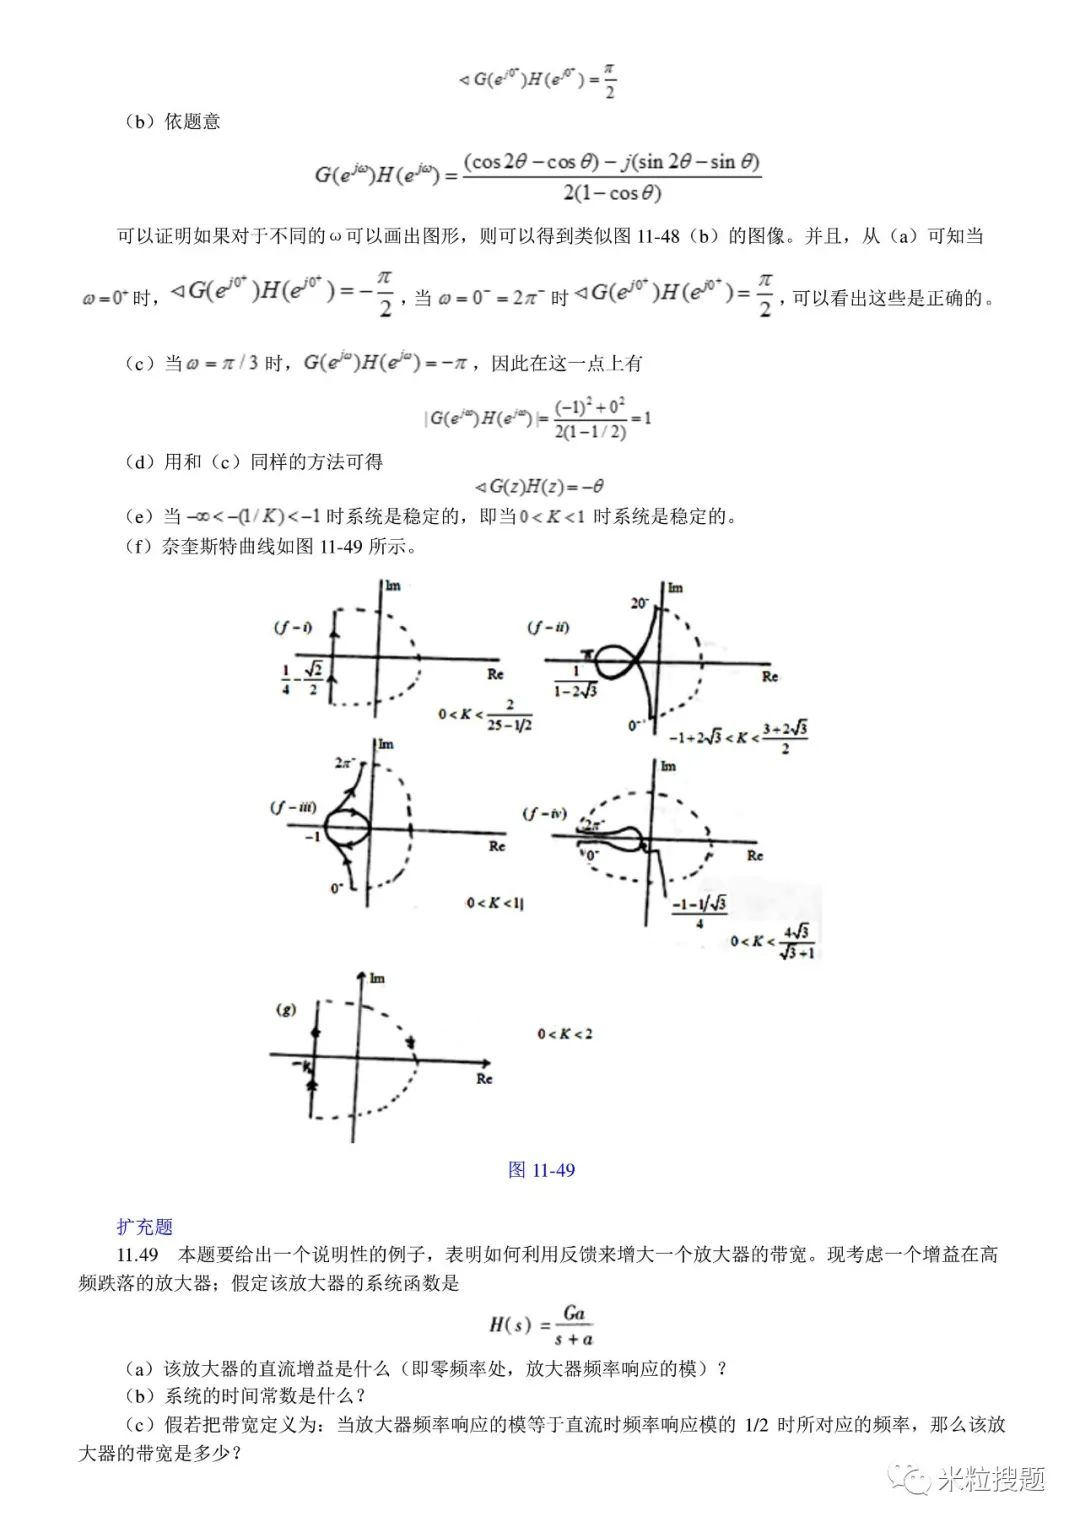 ∢G(e^{j0⁻})H(e^{j0⁻})=π/2
（b）依题意
G(e^{jω})H(e^{jω})=((cos2θ−cosθ)−j(sin2θ−sinθ))/(2(1−cosθ))
可以证明如果对于不同的ω可以画出图形，则可以得到类似图 11-48（b）的图像。并且，从（a）可知当
ω=0⁺时，∢G(e^{j0⁺})H(e^{j0⁺})=−π/2，当 ω=0⁻=2π⁻ 时∢G(e^{j0⁺})H(e^{j0⁺})=π/2，可以看出这些是正确的。
（c）当ω=π/3 时，G(e^{jω})H(e^{jω})=−π，因此在这一点上有
|G(e^{jω})H(e^{jω})|=((−1)²+0²)/(2(1−1/2))=1
（d）用和（c）同样的方法可得
∢G(z)H(z)=−θ
（e）当−∞<−(1/K)<−1时系统是稳定的，即当0<K<1 时系统是稳定的。
（f）奈奎斯特曲线如图 11-49 所示。
Im
(f−i)
1/4−√2/2
Re
0<K<2/(25−1/2)
Im
20⁻
(f−ii)
π
1/(1−2√3)
Re
0⁻
−1+2√3<K<(3+2√3)/2
Im
2π⁻
(f−iii)
−1
Re
0⁻
0<K<1|
Im
(f−iv)
2π⁻
0⁻
Re
(−1−1/√3)/4
0<K<4√3/(√3+1)
Im
(g)
Re
0<K<2
图 11-49
扩充题
11.49 本题要给出一个说明性的例子，表明如何利用反馈来增大一个放大器的带宽。现考虑一个增益在高
频跌落的放大器；假定该放大器的系统函数是
H(s)=Ga/(s+a)
（a）该放大器的直流增益是什么（即零频率处，放大器频率响应的模）？
（b）系统的时间常数是什么？
（c）假若把带宽定义为：当放大器频率响应的模等于直流时频率响应模的 1/2 时所对应的频率，那么该放
大器的带宽是多少？
米粒搜题